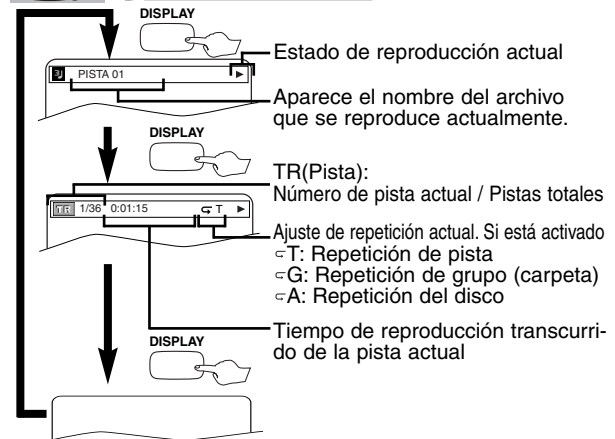 DISPLAY
Estado de reproducción actual
PISTA 01
Aparece el nombre del archivo
que se reproduce actualmente.
DISPLAY
TR(Pista):
Número de pista actual / Pistas totales
TR 1/36 0:01:15 T
Ajuste de repetición actual. Si está activado
T: Repetición de pista
G: Repetición de grupo (carpeta)
A: Repetición del disco
Tiempo de reproducción transcurri-
do de la pista actual
DISPLAY